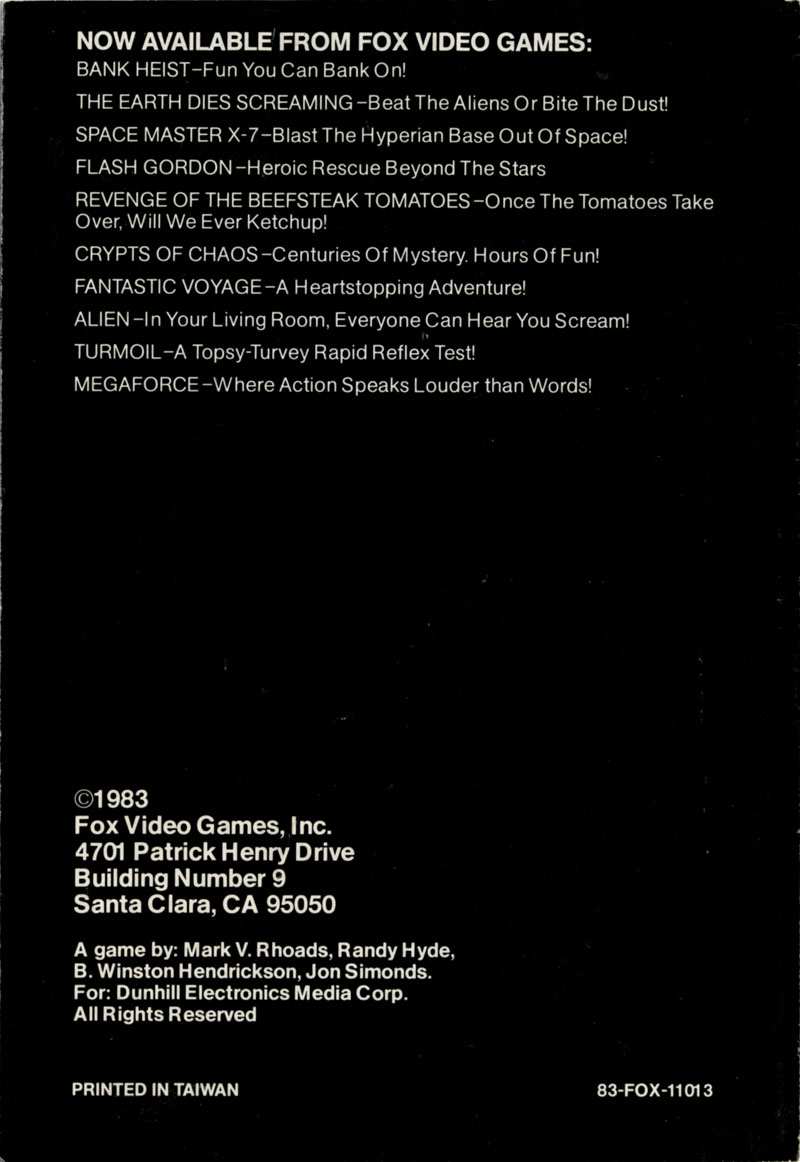 NOW AVAILABLE FROM FOX VIDEO GAMES:
BANK HEIST–Fun You Can Bank On!
THE EARTH DIES SCREAMING–Beat The Aliens Or Bite The Dust!
SPACE MASTER X-7–Blast The Hyperian Base Out Of Space!
FLASH GORDON–Heroic Rescue Beyond The Stars
REVENGE OF THE BEEFSTEAK TOMATOES–Once The Tomatoes Take
Over, Will We Ever Ketchup!
CRYPTS OF CHAOS–Centuries Of Mystery. Hours Of Fun!
FANTASTIC VOYAGE–A Heartstopping Adventure!
ALIEN–In Your Living Room, Everyone Can Hear You Scream!
TURMOIL–A Topsy-Turvey Rapid Reflex Test!
MEGAFORCE–Where Action Speaks Louder than Words!
©1983
Fox Video Games, Inc.
4701 Patrick Henry Drive
Building Number 9
Santa Clara, CA 95050
A game by: Mark V. Rhoads, Randy Hyde,
B. Winston Hendrickson, Jon Simonds.
For: Dunhill Electronics Media Corp.
All Rights Reserved
PRINTED IN TAIWAN 83-FOX-11013